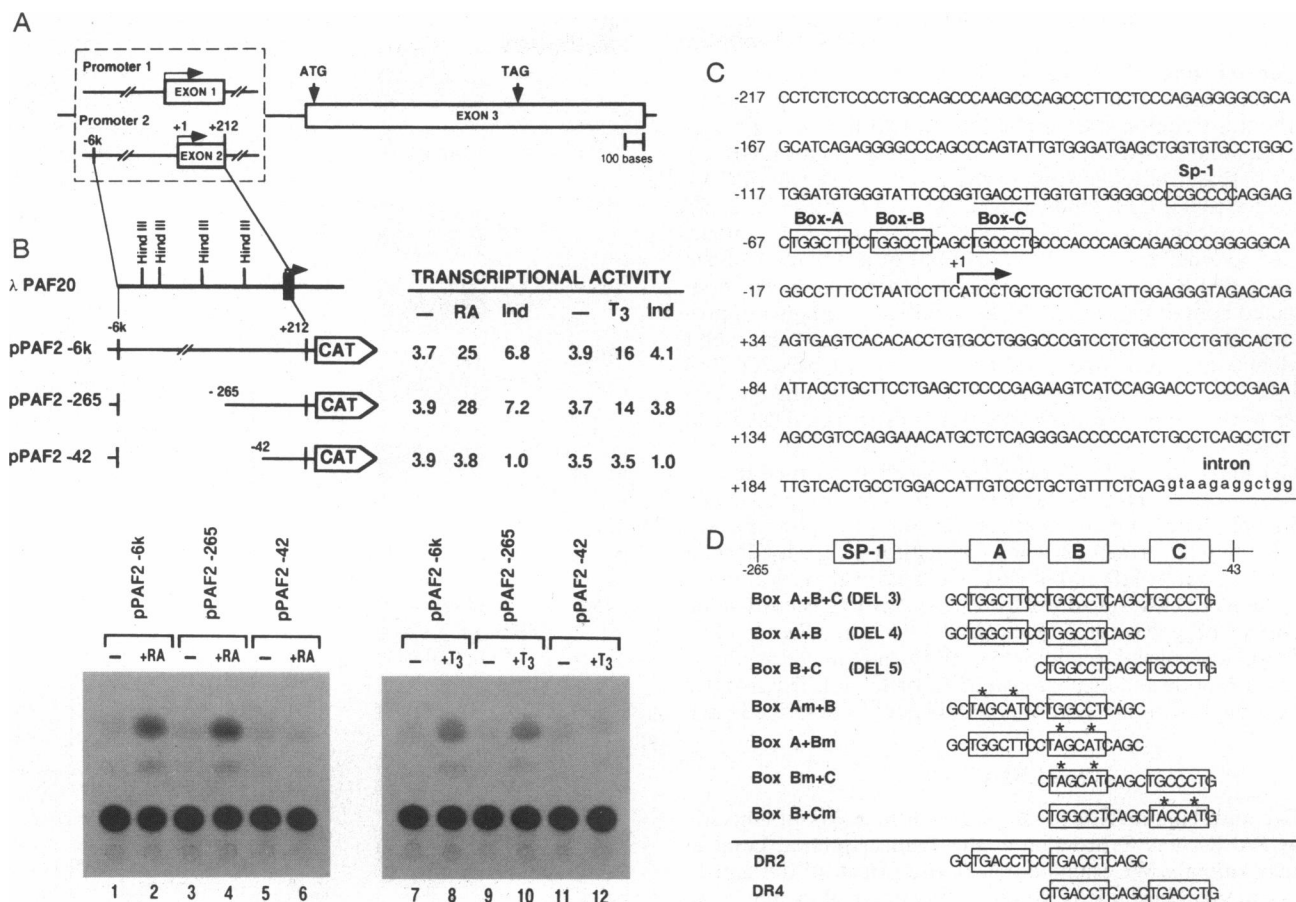 A
Promoter 1
EXON 1
Promoter 2
-6k
+1
+212
EXON 2
ATG
TAG
EXON 3
100 bases
B
Hind III
Hind III
Hind III
Hind III
λ PAF20
-6k
+212
TRANSCRIPTIONAL ACTIVITY
— RA Ind — T3 Ind
pPAF2 -6k CAT 3.7 25 6.8 3.9 16 4.1
pPAF2 -265 - 265 CAT 3.9 28 7.2 3.7 14 3.8
pPAF2 -42 -42 CAT 3.9 3.8 1.0 3.5 3.5 1.0
pPAF2 -6k
pPAF2 -265
pPAF2 -42
pPAF2 -6k
pPAF2 -265
pPAF2 -42
— +RA — +RA — +RA
— +T3 — +T3 — +T3
1 2 3 4 5 6
7 8 9 10 11 12
C
-217 CCTCTCTCCCCTGCCAGCCCAAGCCCAGCCCTTCCTCCCAGAGGGGCGCA
-167 GCATCAGAGGGGCCCAGCCCAGTATTGTGGGATGAGCTGGTGTGCCTGGC
Sp-1
-117 TGGATGTGGGTATTCCCGGTGACCTTGGTGTTGGGGCCCCGCCCCAGGAG
Box-A Box-B Box-C
-67 CTGGCTTCCTGGCCTCAGCTGCCCTGCCCACCCAGCAGAGCCCGGGGGCA
+1
-17 GGCCTTTCCTAATCCTTCATCCTGCTGCTGCTCATTGGAGGGTAGAGCAG
+34 AGTGAGTCACACACCTGTGCCTGGGCCCGTCCTCTGCCTCCTGTGCACTC
+84 ATTACCTGCTTCCTGAGCTCCCCGAGAAGTCATCCAGGACCTCCCCGAGA
+134 AGCCGTCCAGGAAACATGCTCTCAGGGGACCCCCATCTGCCTCAGCCTCT
intron
+184 TTGTCACTGCCTGGACCATTGTCCCTGCTGTTTCTCAG gtaagaggctgg
D
SP-1 A B C
-265 -43
Box A+B+C (DEL 3) GCTGGCTTCCTGGCCTCAGCTGCCCTG
Box A+B (DEL 4) GCTGGCTTCCTGGCCTCAGC
Box B+C (DEL 5) CTGGCCTCAGCTGCCCTG
* *
Box Am+B GCTAGCATCCTGGCCTCAGC
* *
Box A+Bm GCTGGCTTCCTAGCATCAGC
* *
Box Bm+C CTAGCATCAGCTGCCCTG
* *
Box B+Cm CTGGCCTCAGCTACCATG
DR2 GCTGACCTCCTGACCTCAGC
DR4 CTGACCTCAGCTGACCTG